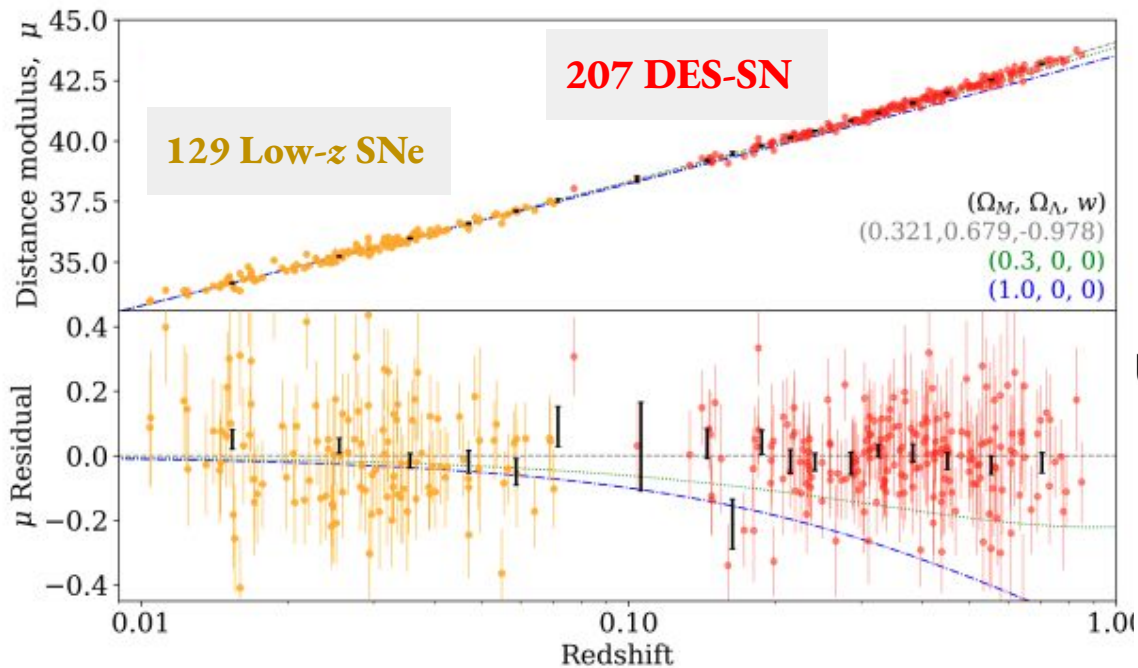 45.0
42.5
40.0
37.5
35.0
Distance modulus, μ
207 DES-SN
129 Low-z SNe
(Ω_M, Ω_Λ, w)
(0.321,0.679,-0.978)
(0.3, 0, 0)
(1.0, 0, 0)
0.4
0.2
0.0
−0.2
−0.4
μ Residual
0.01
0.10
1.00
Redshift